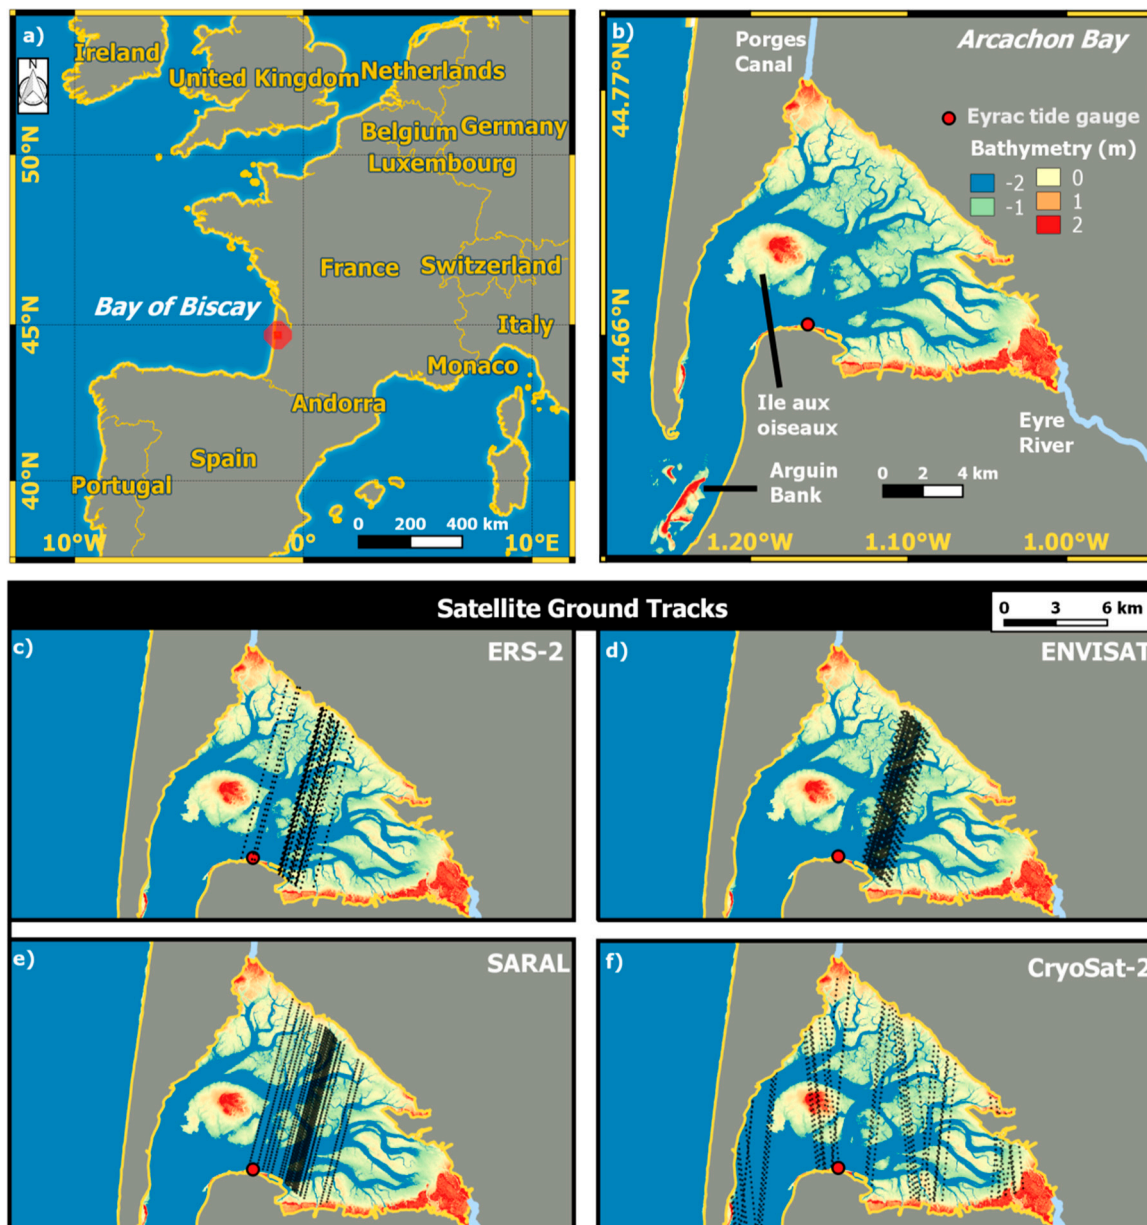 a)
N
Ireland
United Kingdom
Netherlands
Belgium
Germany
Luxembourg
France
Switzerland
Bay of Biscay
Italy
Monaco
Andorra
Spain
Portugal
50°N
45°N
40°N
10°W
0°
10°E
0 200 400 km
b)
Porges
Canal
Arcachon Bay
Eyrac tide gauge
Bathymetry (m)
-2
-1
0
1
2
44.77°N
44.66°N
Ile aux
oiseaux
Eyre
River
Arguin
Bank
0 2 4 km
1.20°W
1.10°W
1.00°W
Satellite Ground Tracks
0 3 6 km
c)
ERS-2
d)
ENVISAT
e)
SARAL
f)
CryoSat-2